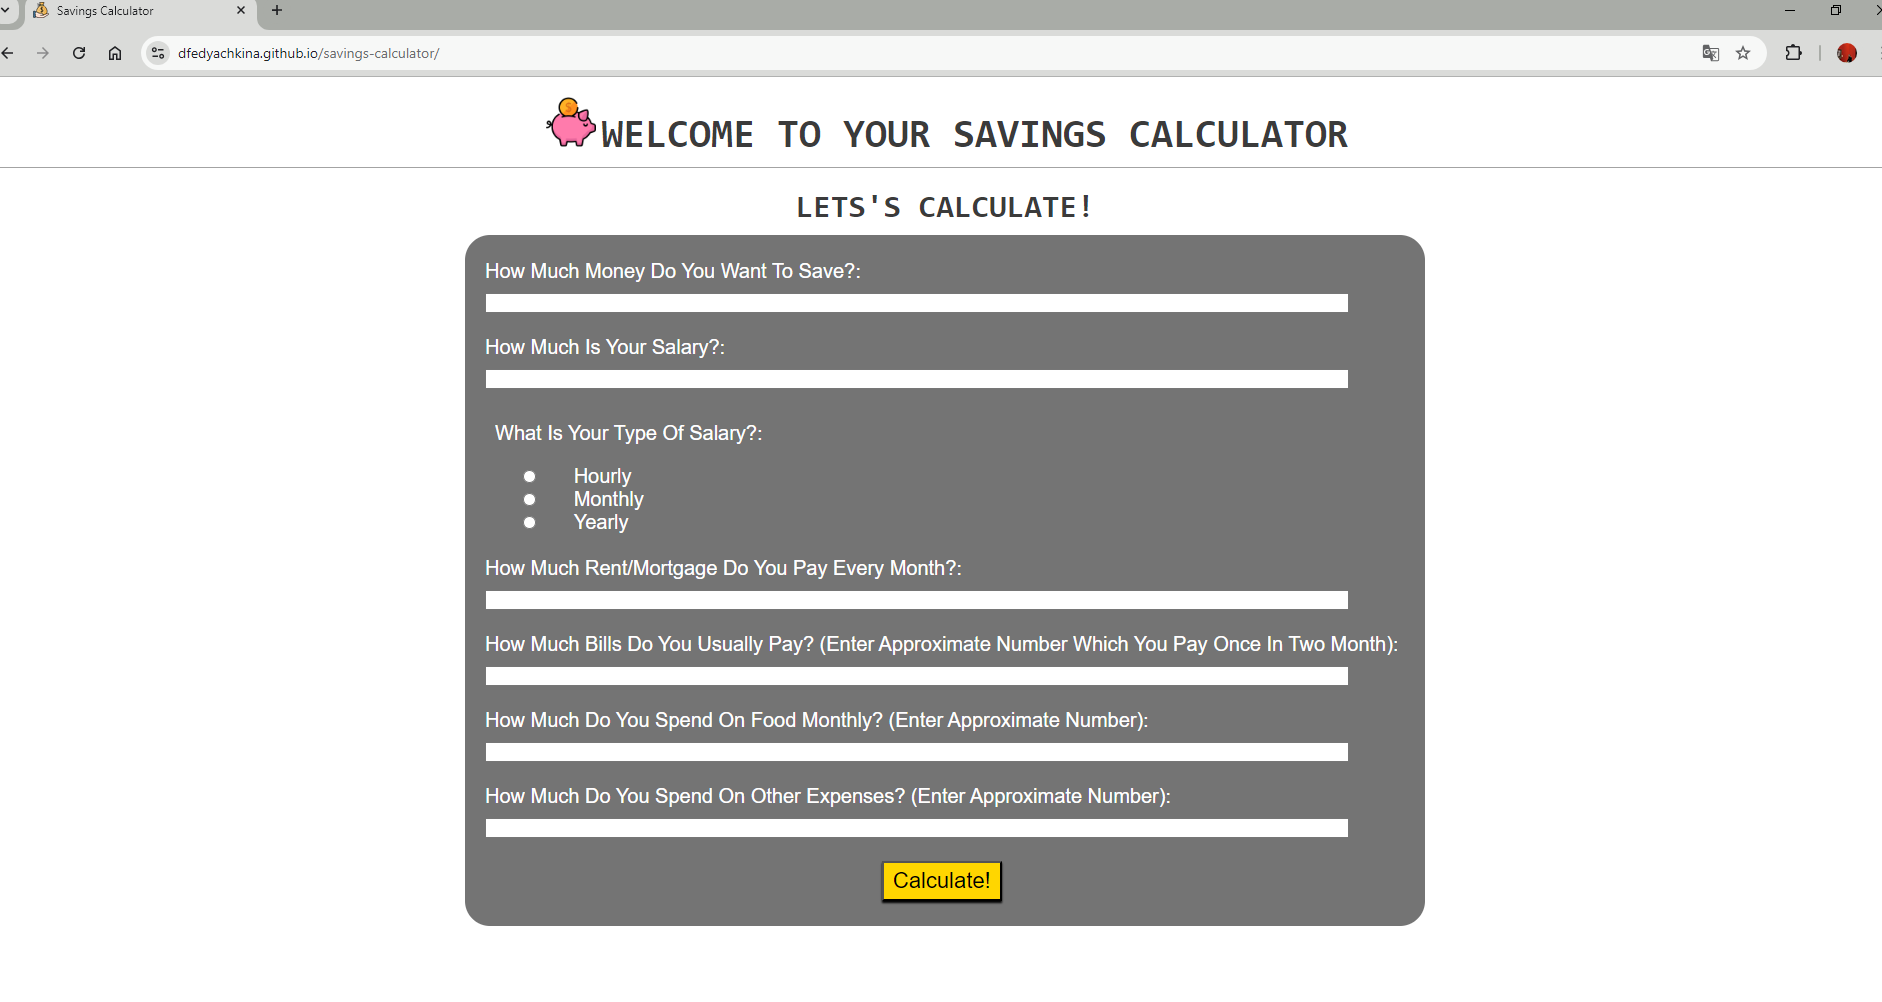 Savings Calculator
dfedyachkina.github.io/savings-calculator/
WELCOME TO YOUR SAVINGS CALCULATOR
LETS'S CALCULATE!
How Much Money Do You Want To Save?:
How Much Is Your Salary?:
What Is Your Type Of Salary?:
Hourly
Monthly
Yearly
How Much Rent/Mortgage Do You Pay Every Month?:
How Much Bills Do You Usually Pay? (Enter Approximate Number Which You Pay Once In Two Month):
How Much Do You Spend On Food Monthly? (Enter Approximate Number):
How Much Do You Spend On Other Expenses? (Enter Approximate Number):
Calculate!